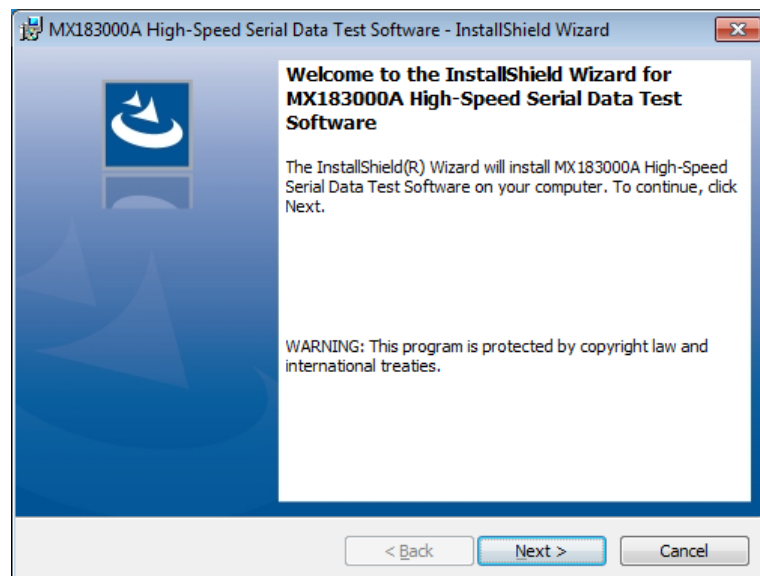 MX183000A High-Speed Serial Data Test Software - InstallShield Wizard
Welcome to the InstallShield Wizard for
MX183000A High-Speed Serial Data Test
Software
The InstallShield(R) Wizard will install MX183000A High-Speed
Serial Data Test Software on your computer. To continue, click
Next.
WARNING: This program is protected by copyright law and
international treaties.
< Back Next > Cancel